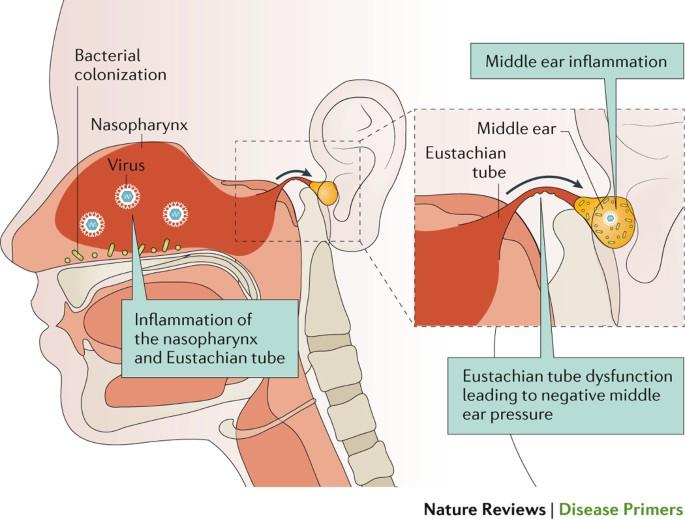 Bacterial
colonization
Nasopharynx
Virus
Inflammation of
the nasopharynx
and Eustachian tube
Middle ear inflammation
Middle ear
Eustachian
tube
Eustachian tube dysfunction
leading to negative middle
ear pressure
Nature Reviews | Disease Primers